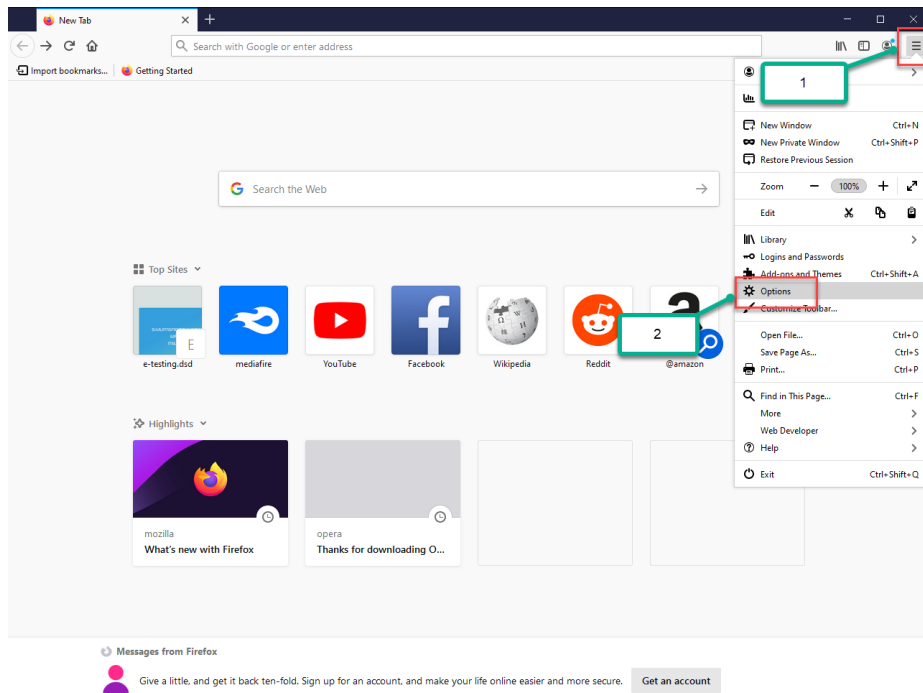 New Tab
Search with Google or enter address
Import bookmarks...
Getting Started
1
New Window Ctrl+N
New Private Window Ctrl+Shift+P
Restore Previous Session
Zoom 100%
Edit
Library
Logins and Passwords
Add-ons and Themes Ctrl+Shift+A
Options
Customize Toolbar...
2
Open File... Ctrl+O
Save Page As... Ctrl+S
Print... Ctrl+P
Find in This Page... Ctrl+F
More
Web Developer
Help
Exit Ctrl+Shift+Q
Search the Web
Top Sites
E
e-testing.dsd
mediafire
YouTube
Facebook
Wikipedia
Reddit
@amazon
Highlights
mozilla
What's new with Firefox
opera
Thanks for downloading O...
Messages from Firefox
Give a little, and get it back ten-fold. Sign up for an account, and make your life online easier and more secure.
Get an account